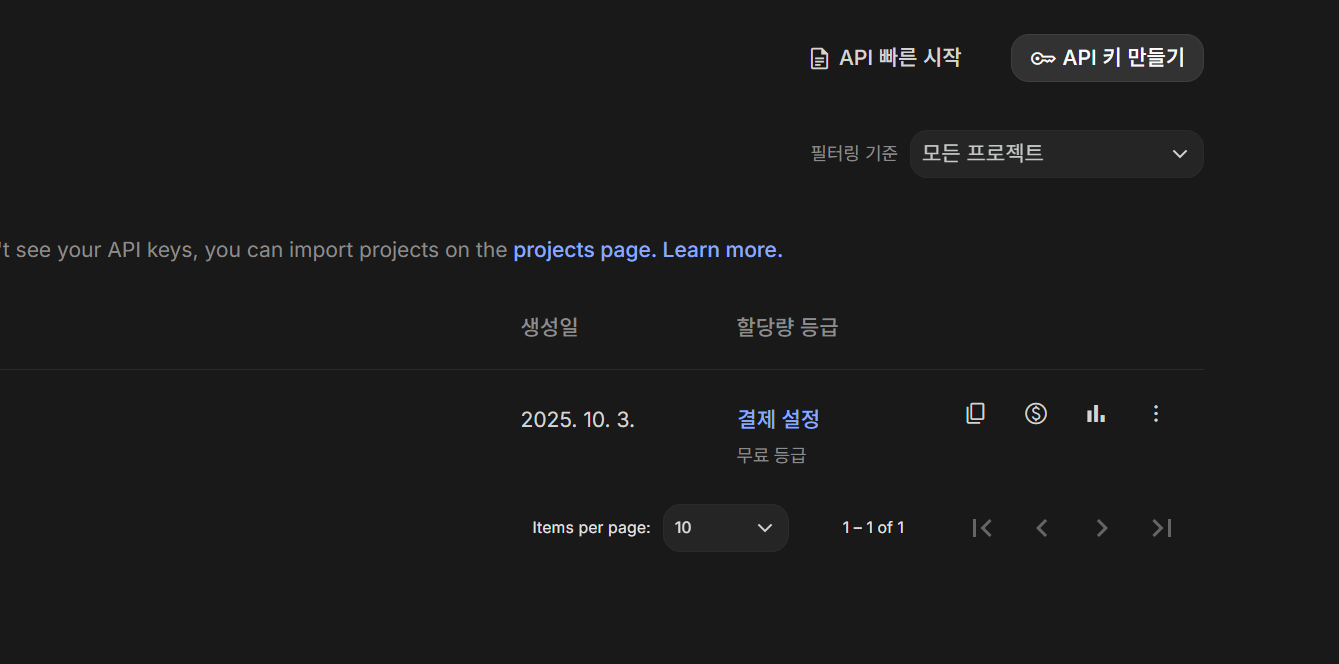 API 빠른 시작
API 키 만들기
필터링 기준
모든 프로젝트
't see your API keys, you can import projects on the projects page. Learn more.
생성일
할당량 등급
2025. 10. 3.
결제 설정
무료 등급
Items per page:
10
1 – 1 of 1